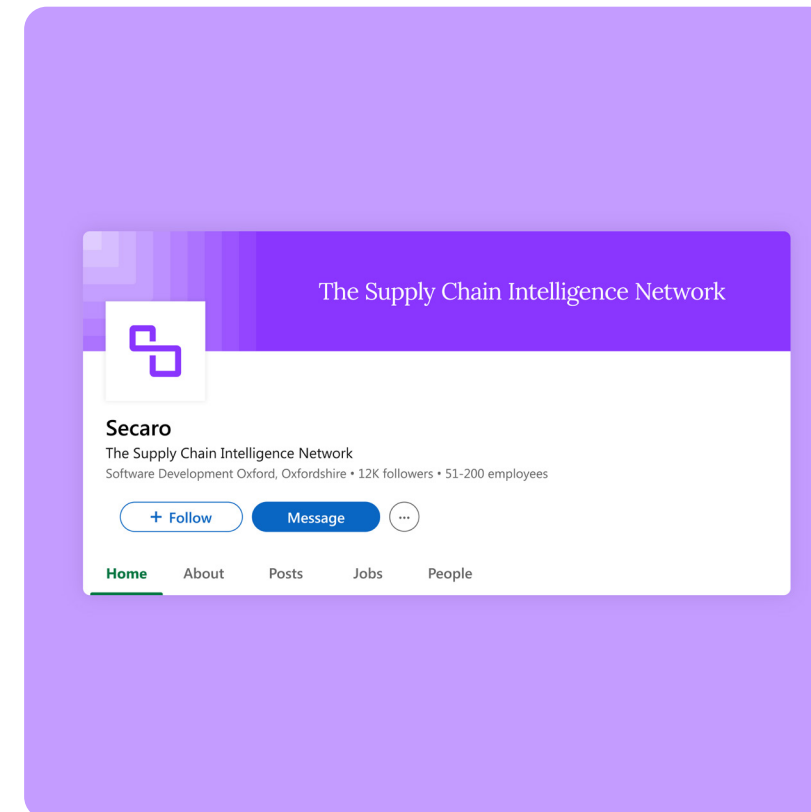 The Supply Chain Intelligence Network
Secaro
The Supply Chain Intelligence Network
Software Development Oxford, Oxfordshire • 12K followers • 51-200 employees
+ Follow Message ...
Home About Posts Jobs People